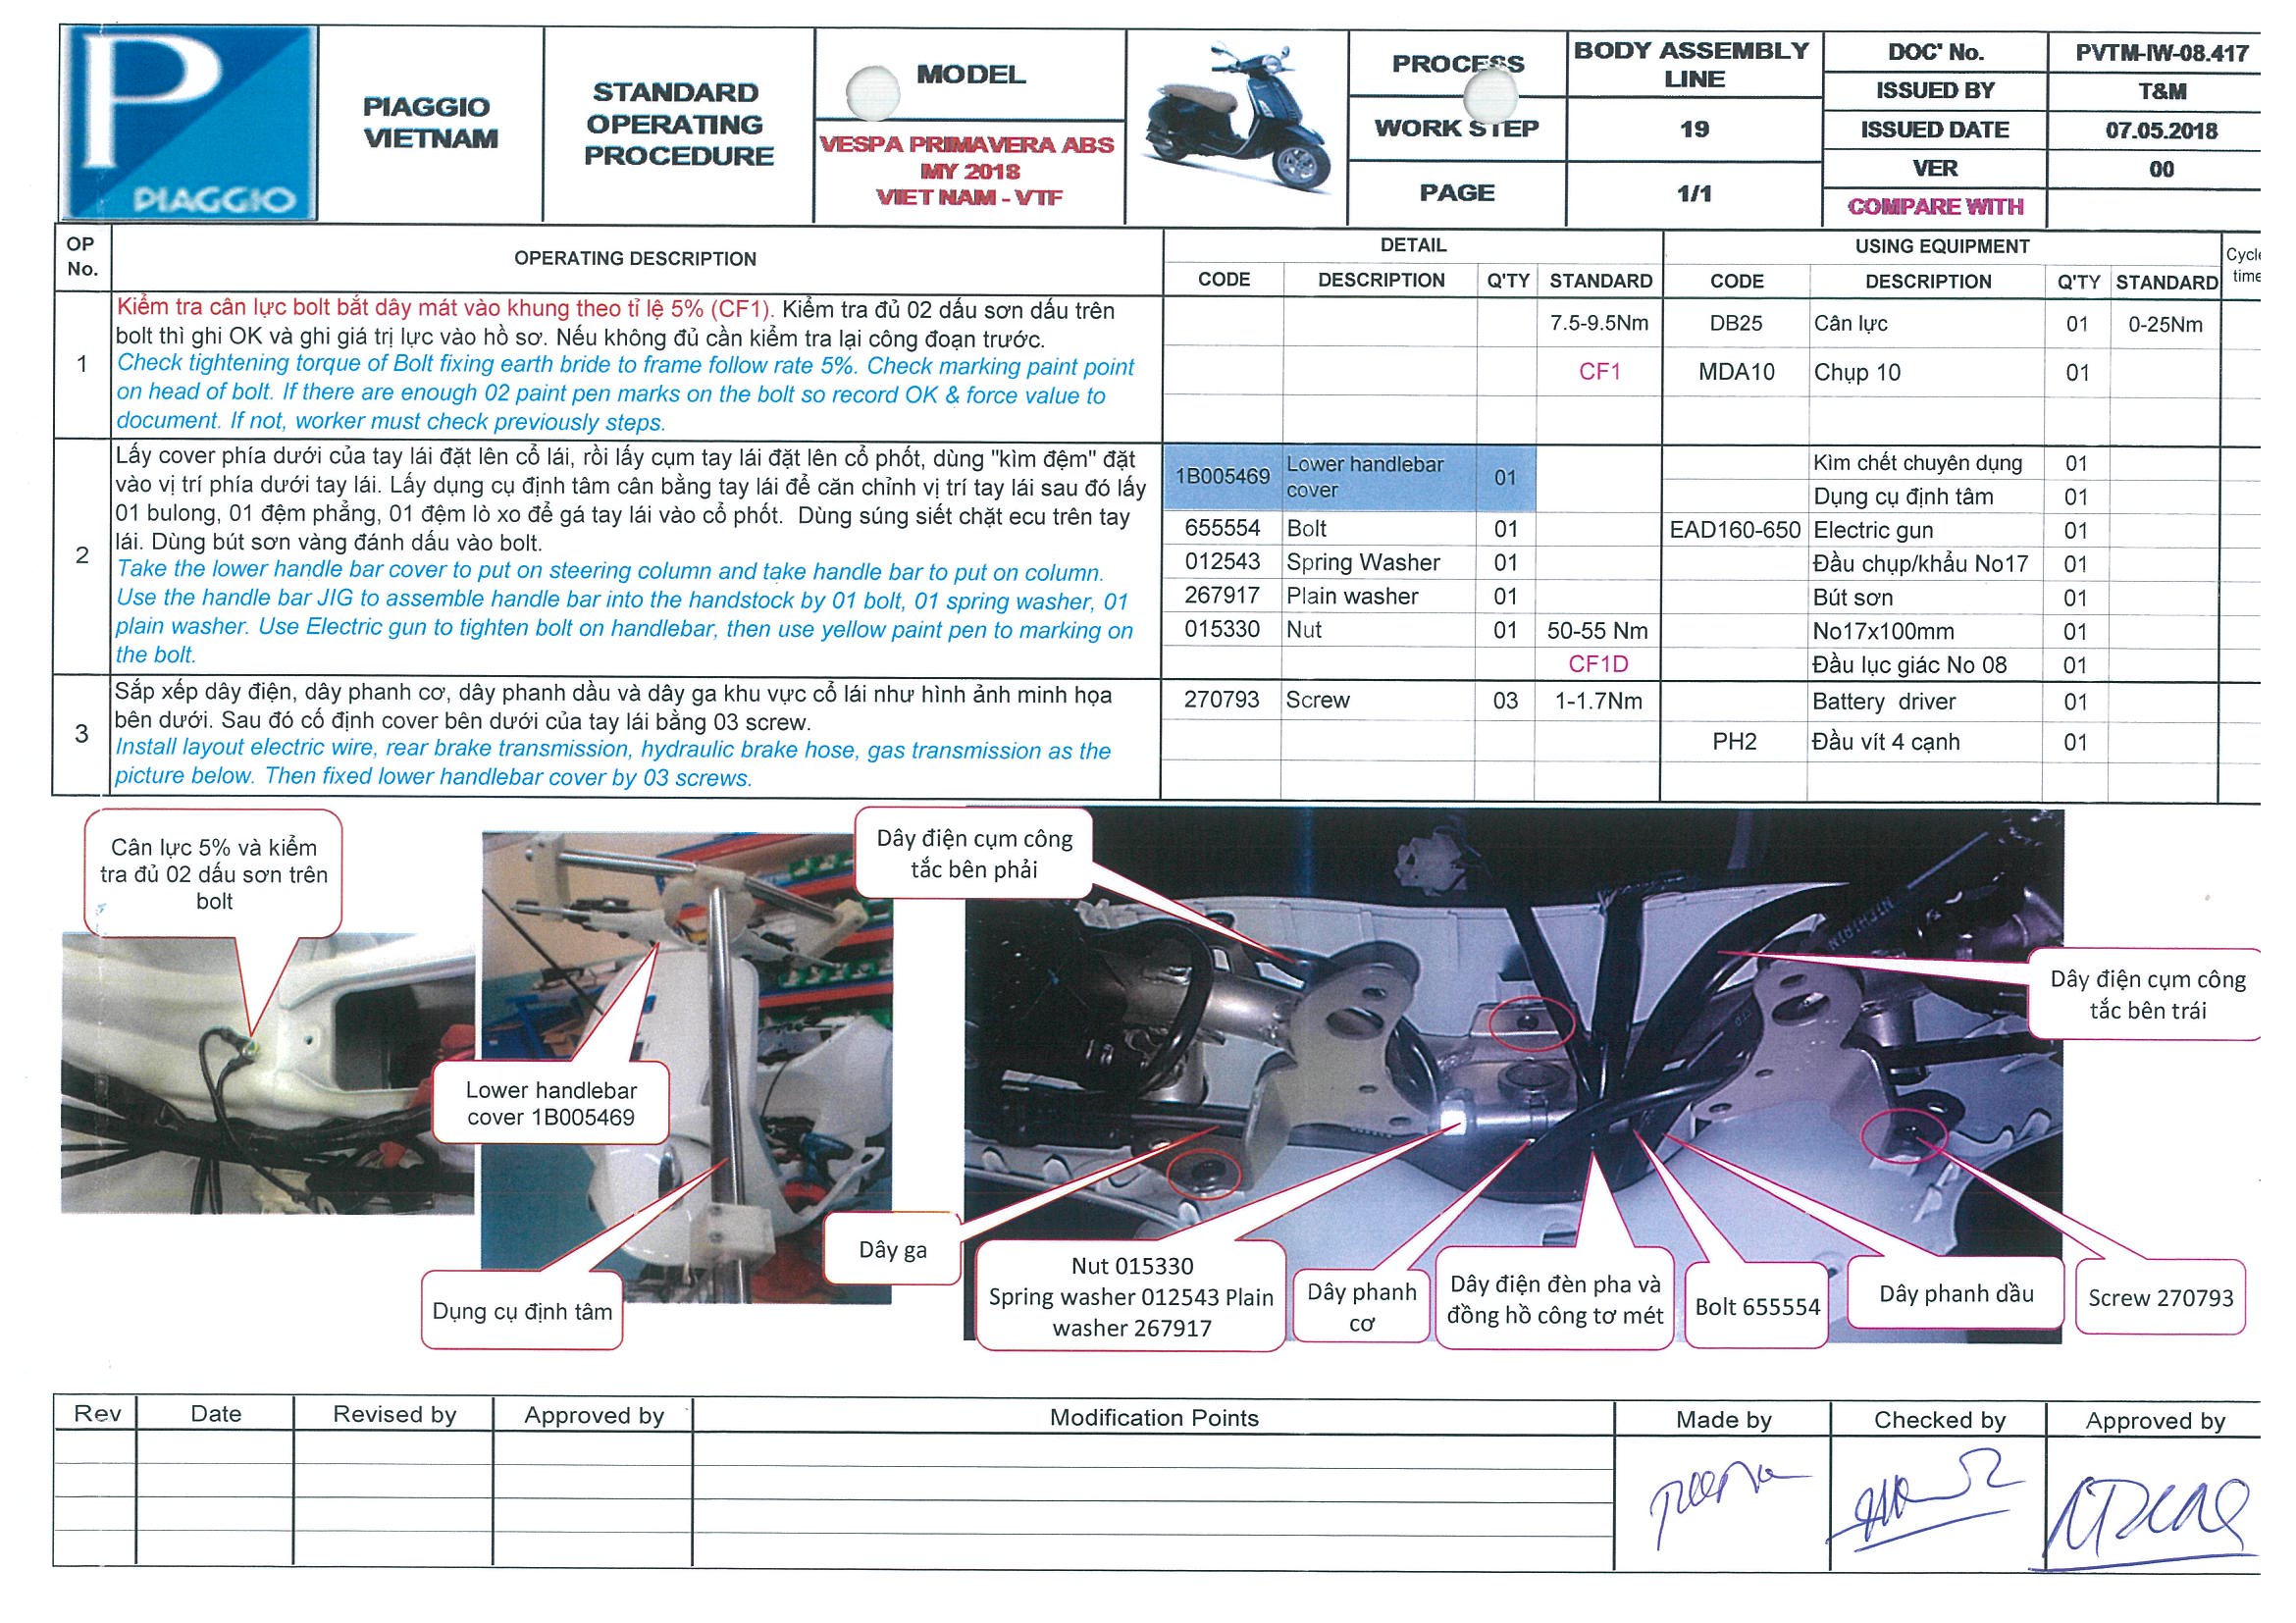 P
PIAGGIO
PIAGGIO
VIETNAM
STANDARD
OPERATING
PROCEDURE
MODEL
VESPA PRIMAVERA ABS
MY 2018
VIET NAM - VTF
PROCESS
BODY ASSEMBLY
LINE
WORK STEP
19
PAGE
1/1
DOC' No.
PVTM-IW-08.417
ISSUED BY
T&M
ISSUED DATE
07.05.2018
VER
00
COMPARE WITH
OP
No.
OPERATING DESCRIPTION
DETAIL
USING EQUIPMENT
Cycle
time
CODE DESCRIPTION Q'TY STANDARD CODE DESCRIPTION Q'TY STANDARD
1
Kiểm tra cân lực bolt bắt dây mát vào khung theo tỉ lệ 5% (CF1). Kiểm tra đủ 02 dấu sơn dấu trên
bolt thì ghi OK và ghi giá trị lực vào hồ sơ. Nếu không đủ cần kiểm tra lại công đoạn trước.
Check tightening torque of Bolt fixing earth bride to frame follow rate 5%. Check marking paint point
on head of bolt. If there are enough 02 paint pen marks on the bolt so record OK & force value to
document. If not, worker must check previously steps.
7.5-9.5Nm DB25 Cân lực 01 0-25Nm
CF1 MDA10 Chụp 10 01
2
Lấy cover phía dưới của tay lái đặt lên cổ lái, rồi lấy cụm tay lái đặt lên cổ phốt, dùng "kìm đệm" đặt
vào vị trí phía dưới tay lái. Lấy dụng cụ định tâm cân bằng tay lái để căn chỉnh vị trí tay lái sau đó lấy
01 bulong, 01 đệm phẳng, 01 đệm lò xo để gá tay lái vào cổ phốt. Dùng súng siết chặt ecu trên tay
lái. Dùng bút sơn vàng đánh dấu vào bolt.
Take the lower handle bar cover to put on steering column and take handle bar to put on column.
Use the handle bar JIG to assemble handle bar into the handstock by 01 bolt, 01 spring washer, 01
plain washer. Use Electric gun to tighten bolt on handlebar, then use yellow paint pen to marking on
the bolt.
1B005469 Lower handlebar
cover 01
Kìm chết chuyên dụng 01
Dụng cụ định tâm 01
655554 Bolt 01 EAD160-650 Electric gun 01
012543 Spring Washer 01 Đầu chụp/khẩu No17 01
267917 Plain washer 01 Bút sơn 01
015330 Nut 01 50-55 Nm No17x100mm 01
CF1D Đầu lục giác No 08 01
3
Sắp xếp dây điện, dây phanh cơ, dây phanh dầu và dây ga khu vực cổ lái như hình ảnh minh họa
bên dưới. Sau đó cố định cover bên dưới của tay lái bằng 03 screw.
Install layout electric wire, rear brake transmission, hydraulic brake hose, gas transmission as the
picture below. Then fixed lower handlebar cover by 03 screws.
270793 Screw 03 1-1.7Nm Battery driver 01
PH2 Đầu vít 4 cạnh 01
Cân lực 5% và kiểm
tra đủ 02 dấu sơn trên
bolt
Lower handlebar
cover 1B005469
Dụng cụ định tâm
Dây điện cụm công
tắc bên phải
Dây điện cụm công
tắc bên trái
Dây ga
Nut 015330
Spring washer 012543 Plain
washer 267917
Dây phanh
cơ
Dây điện đèn pha và
đồng hồ công tơ mét
Bolt 655554
Dây phanh dầu
Screw 270793
Rev Date Revised by Approved by Modification Points Made by Checked by Approved by